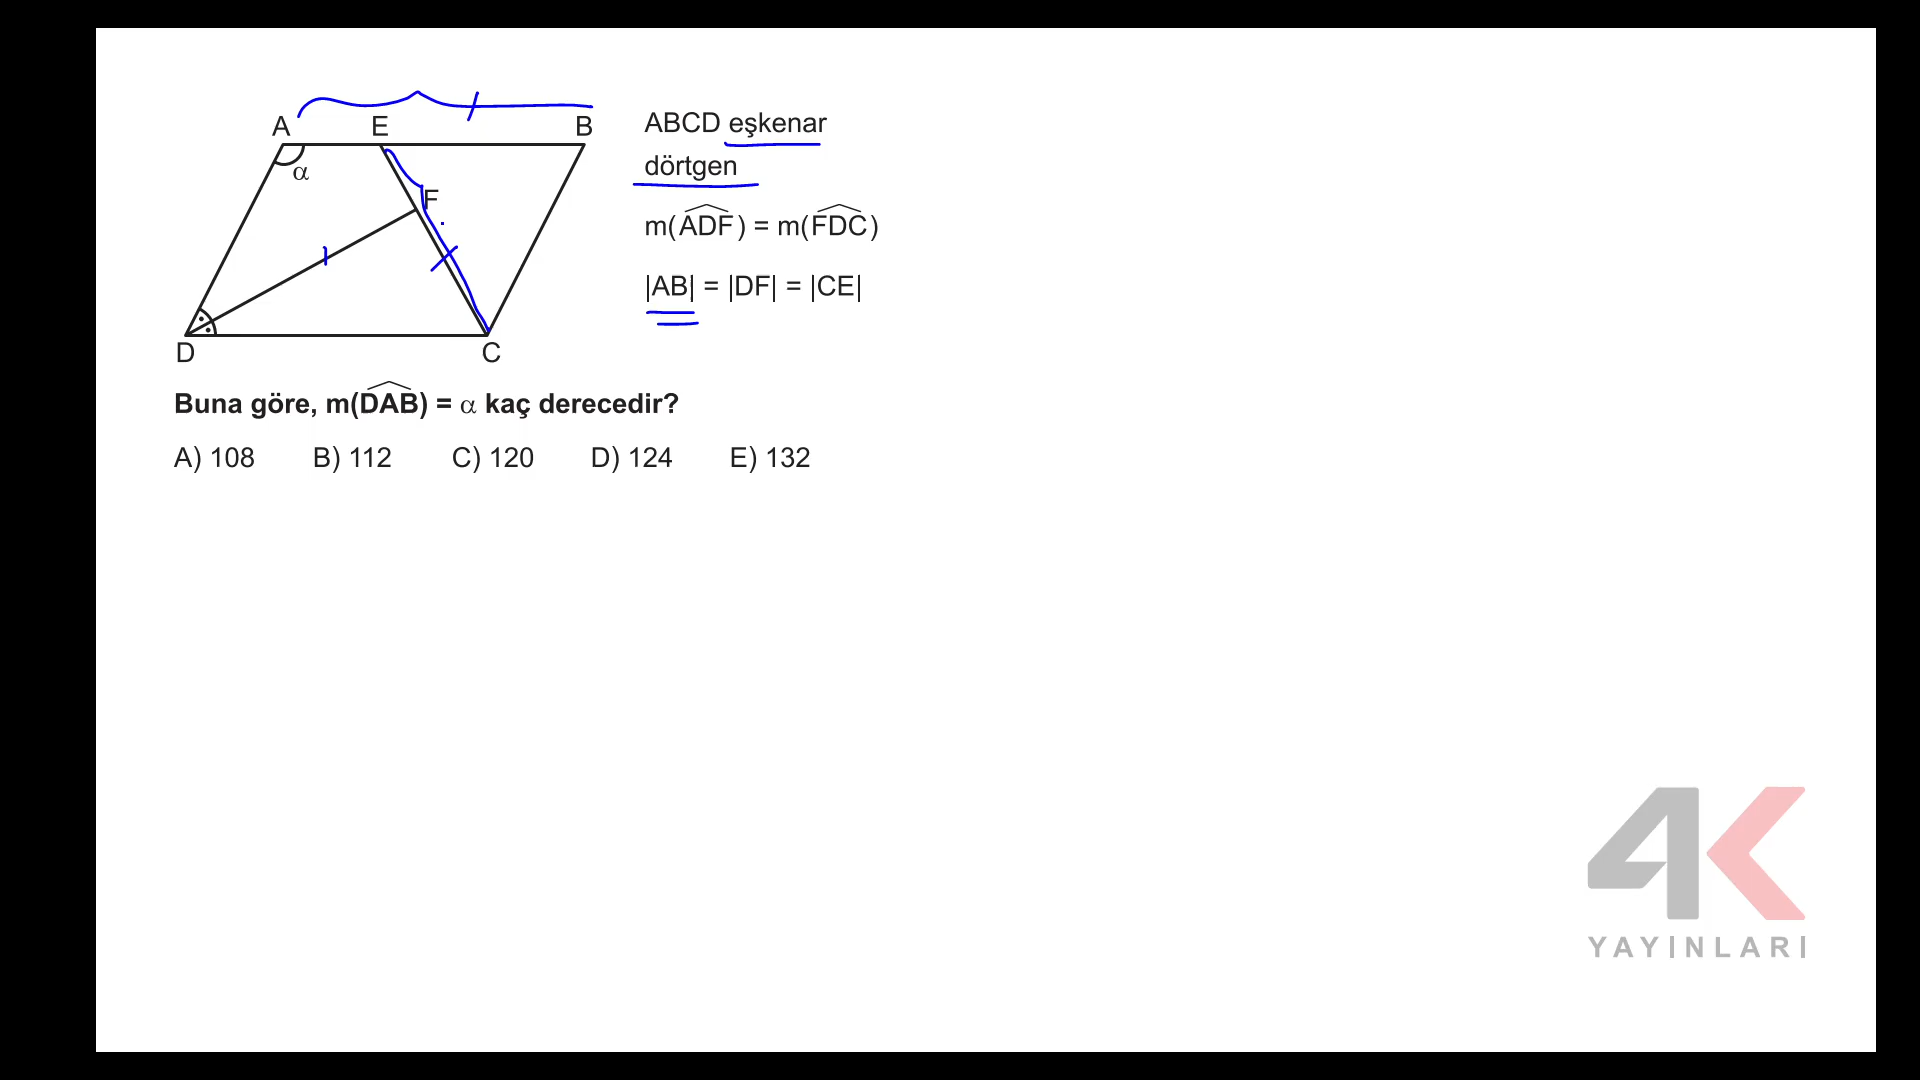 A E B
α
F
D C
ABCD eşkenar
dörtgen
m(ADF) = m(FDC)
|AB| = |DF| = |CE|
Buna göre, m(DAB) = α kaç derecedir?
A) 108 B) 112 C) 120 D) 124 E) 132
4K
YAYINLARI